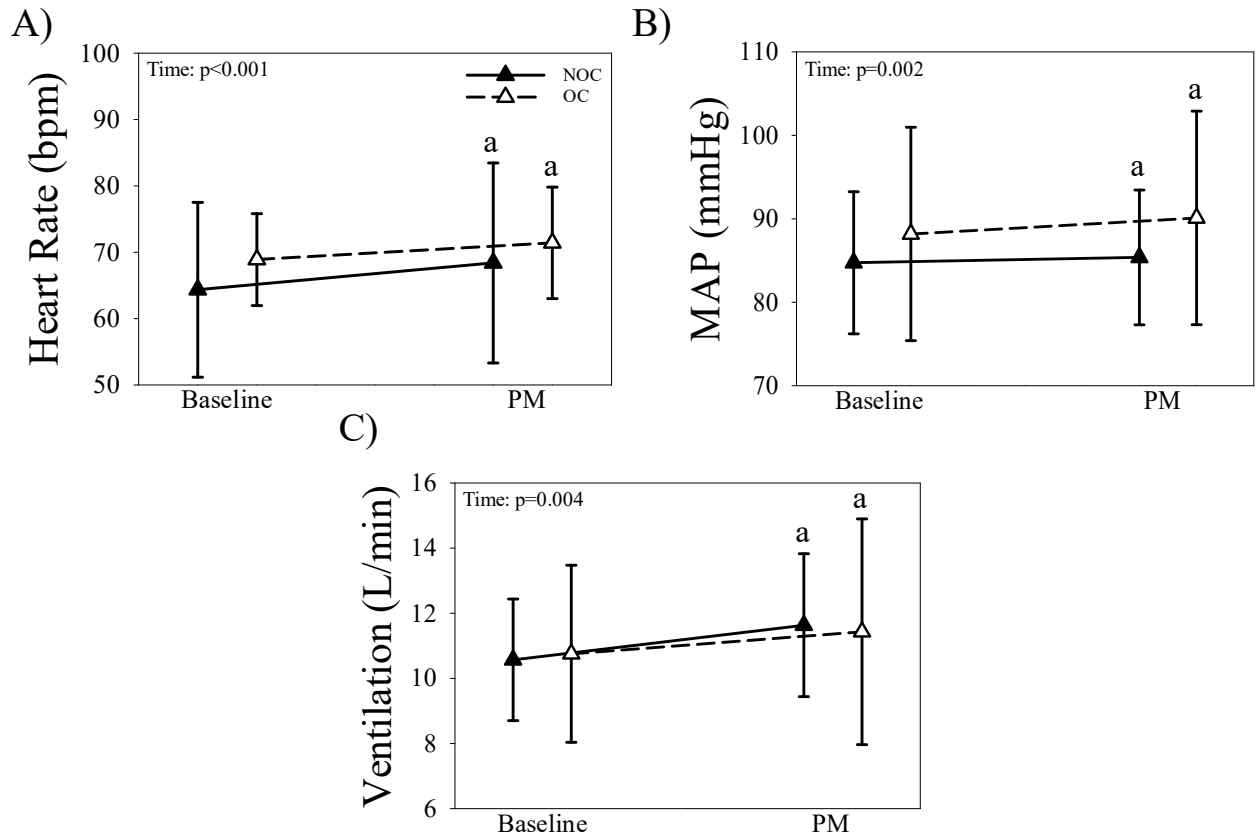 A)
Heart Rate (bpm)
100
90
80
70
60
50
Time: p<0.001
NOC
OC
a
a
Baseline
PM
B)
MAP (mmHg)
110
100
90
80
70
Time: p=0.002
a
a
Baseline
PM
C)
Ventilation (L/min)
16
14
12
10
8
6
Time: p=0.004
a
a
Baseline
PM